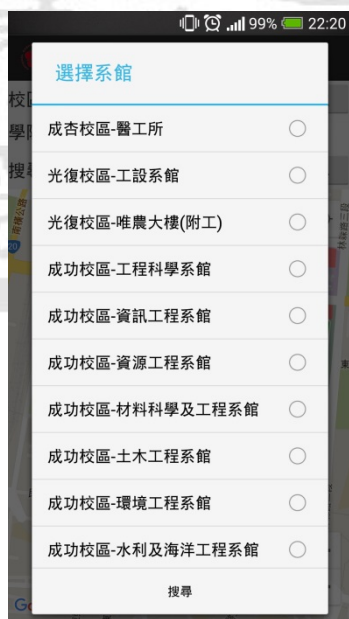 99% 22:20
選擇系館
校區
學
搜尋
成杏校區-醫工所
光復校區-工設系館
光復校區-唯農大樓(附工)
成功校區-工程科學系館
成功校區-資訊工程系館
成功校區-資源工程系館
成功校區-材料科學及工程系館
成功校區-土木工程系館
成功校區-環境工程系館
成功校區-水利及海洋工程系館
搜尋